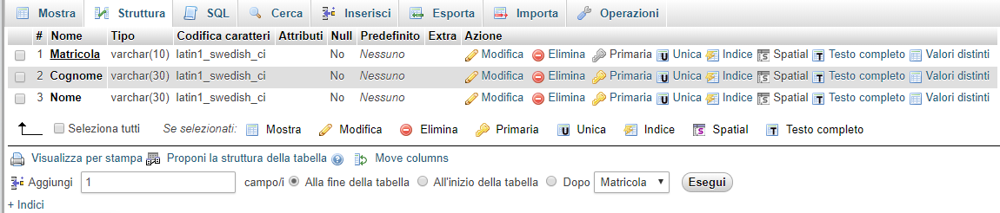 Mostra Struttura SQL Cerca Inserisci Esporta Importa Operazioni
# Nome Tipo Codifica caratteri Attributi Null Predefinito Extra Azione
1 Matricola varchar(10) latin1_swedish_ci No Nessuno Modifica Elimina Primaria U Unica Indice S Spatial T Testo completo Valori distinti
2 Cognome varchar(30) latin1_swedish_ci No Nessuno Modifica Elimina Primaria U Unica Indice S Spatial T Testo completo Valori distinti
3 Nome varchar(30) latin1_swedish_ci No Nessuno Modifica Elimina Primaria U Unica Indice S Spatial T Testo completo Valori distinti
Seleziona tutti Se selezionati: Mostra Modifica Elimina Primaria U Unica Indice S Spatial T Testo completo
Visualizza per stampa Proponi la struttura della tabella ? Move columns
Aggiungi 1 campo/i Alla fine della tabella All'inizio della tabella Dopo Matricola Esegui
+ Indici